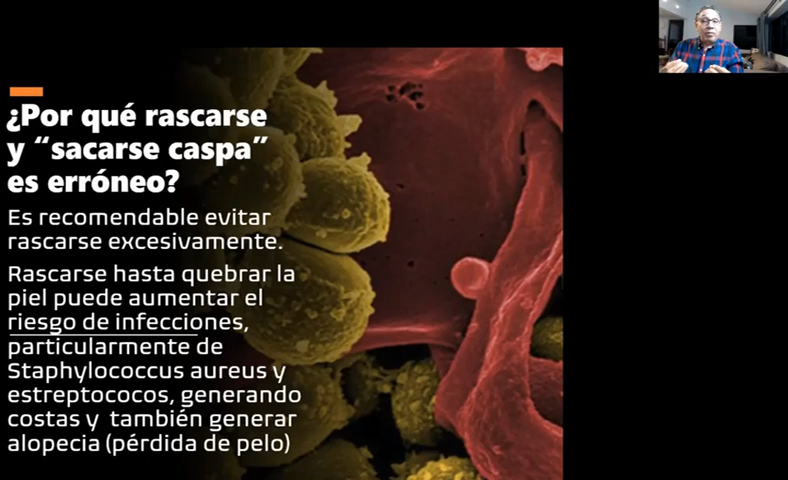 ¿Por qué rascarse
y “sacarse caspa”
es erróneo?
Es recomendable evitar
rascarse excesivamente.
Rascarse hasta quebrar la
piel puede aumentar el
riesgo de infecciones,
particularmente de
Staphylococcus aureus y
estreptococos, generando
costas y  también generar
alopecia (pérdida de pelo)